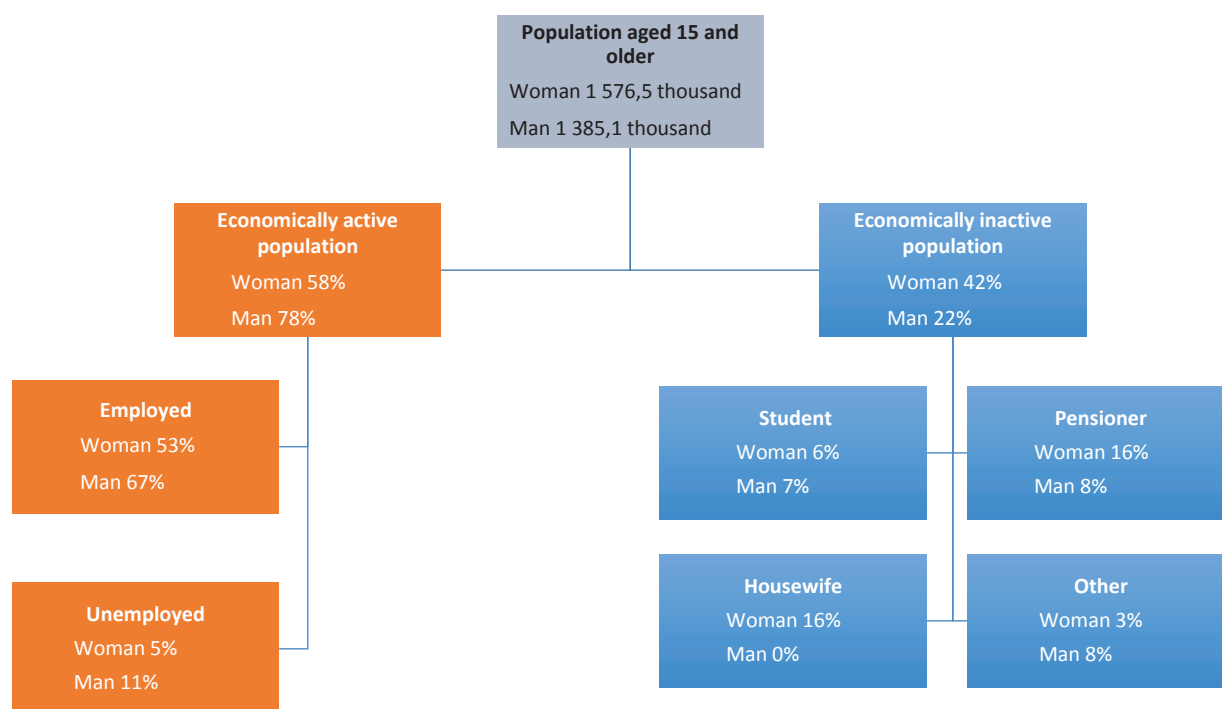 Population aged 15 and
older
Woman 1 576,5 thousand
Man 1 385,1 thousand
Economically active
population
Woman 58%
Man 78%
Economically inactive
population
Woman 42%
Man 22%
Employed
Woman 53%
Man 67%
Unemployed
Woman 5%
Man 11%
Student
Woman 6%
Man 7%
Pensioner
Woman 16%
Man 8%
Housewife
Woman 16%
Man 0%
Other
Woman 3%
Man 8%